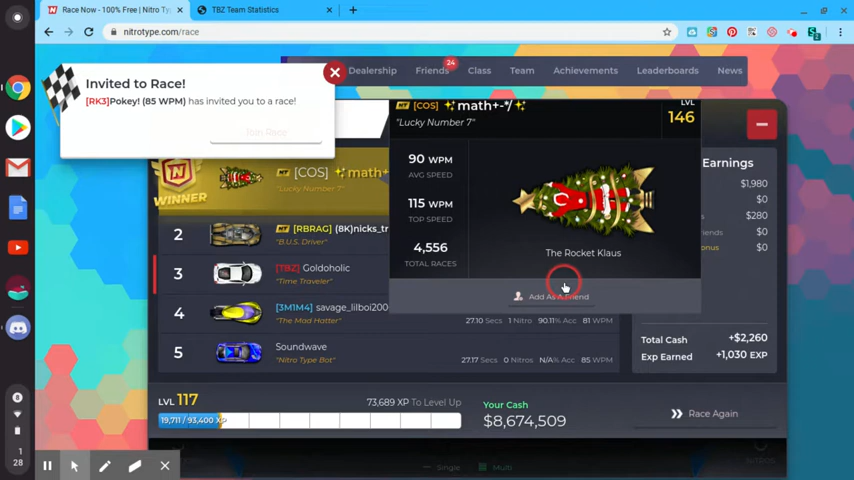 Race Now - 100% Free | Nitro Ty
TBZ Team Statistics
nitrotype.com/race
Dealership
Friends
24
Class
Team
Achievements
Leaderboards
News
Invited to Race!
[RK3]Pokey! (85 WPM) has invited you to a race!
Join Race
[COS] math+-*/
"Lucky Number 7"
LVL
146
90 WPM
AVG SPEED
115 WPM
TOP SPEED
4,556
TOTAL RACES
The Rocket Klaus
Add As A Friend
WINNER
[COS] math+
"Lucky Number 7"
2
[RBRAG] (8K)nicks_tr
"B.U.S. Driver"
3
[TBZ] Goldoholic
"Time Traveler"
4
[3M1M4] savage_lilboi200
"The Mod Hotter"
27.10 Secs 1 Nitro 90.11% Acc 81 WPM
5
Soundwave
"Nitro Type Bot"
27.17 Secs 0 Nitros N/A% Acc 85 WPM
Earnings
$1,980
$0
$280
$0
$0
Total Cash
+$2,260
Exp Earned
+1,030 EXP
LVL 117
73,689 XP To Level Up
19,711 / 93,400 XP
Your Cash
$8,674,509
Race Again
Single
Multi
1
28